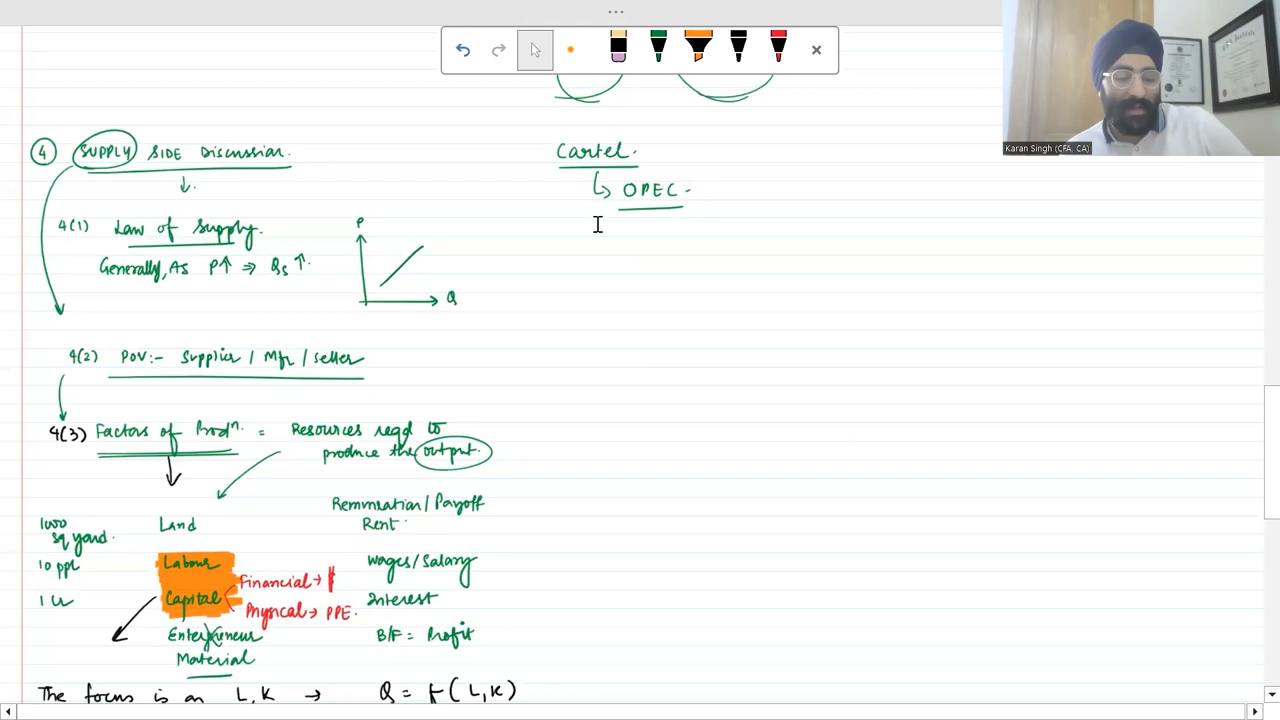 Karan Singh (CFA, CA)
④ SUPPLY SIDE DISCUSSION.
4(1) Law of Supply.
Generally, As P↑ ⇒ Qs ↑.
P
Q
4(2) POV:- Supplier / Mfr / Seller
4(3) Factors of Prodⁿ. = Resources reqd to
produce the output.
Remuneration / Payoff
1000 sq yard. Land Rent.
10 ppl Labour Wages/Salary
Financial →
1 Cr Capital Interest
Physical → PPE.
Enterpreneur B/F = Profit
Material
The focus is on L, K → Q = f(L,K)
Cartel.
↳ OPEC.